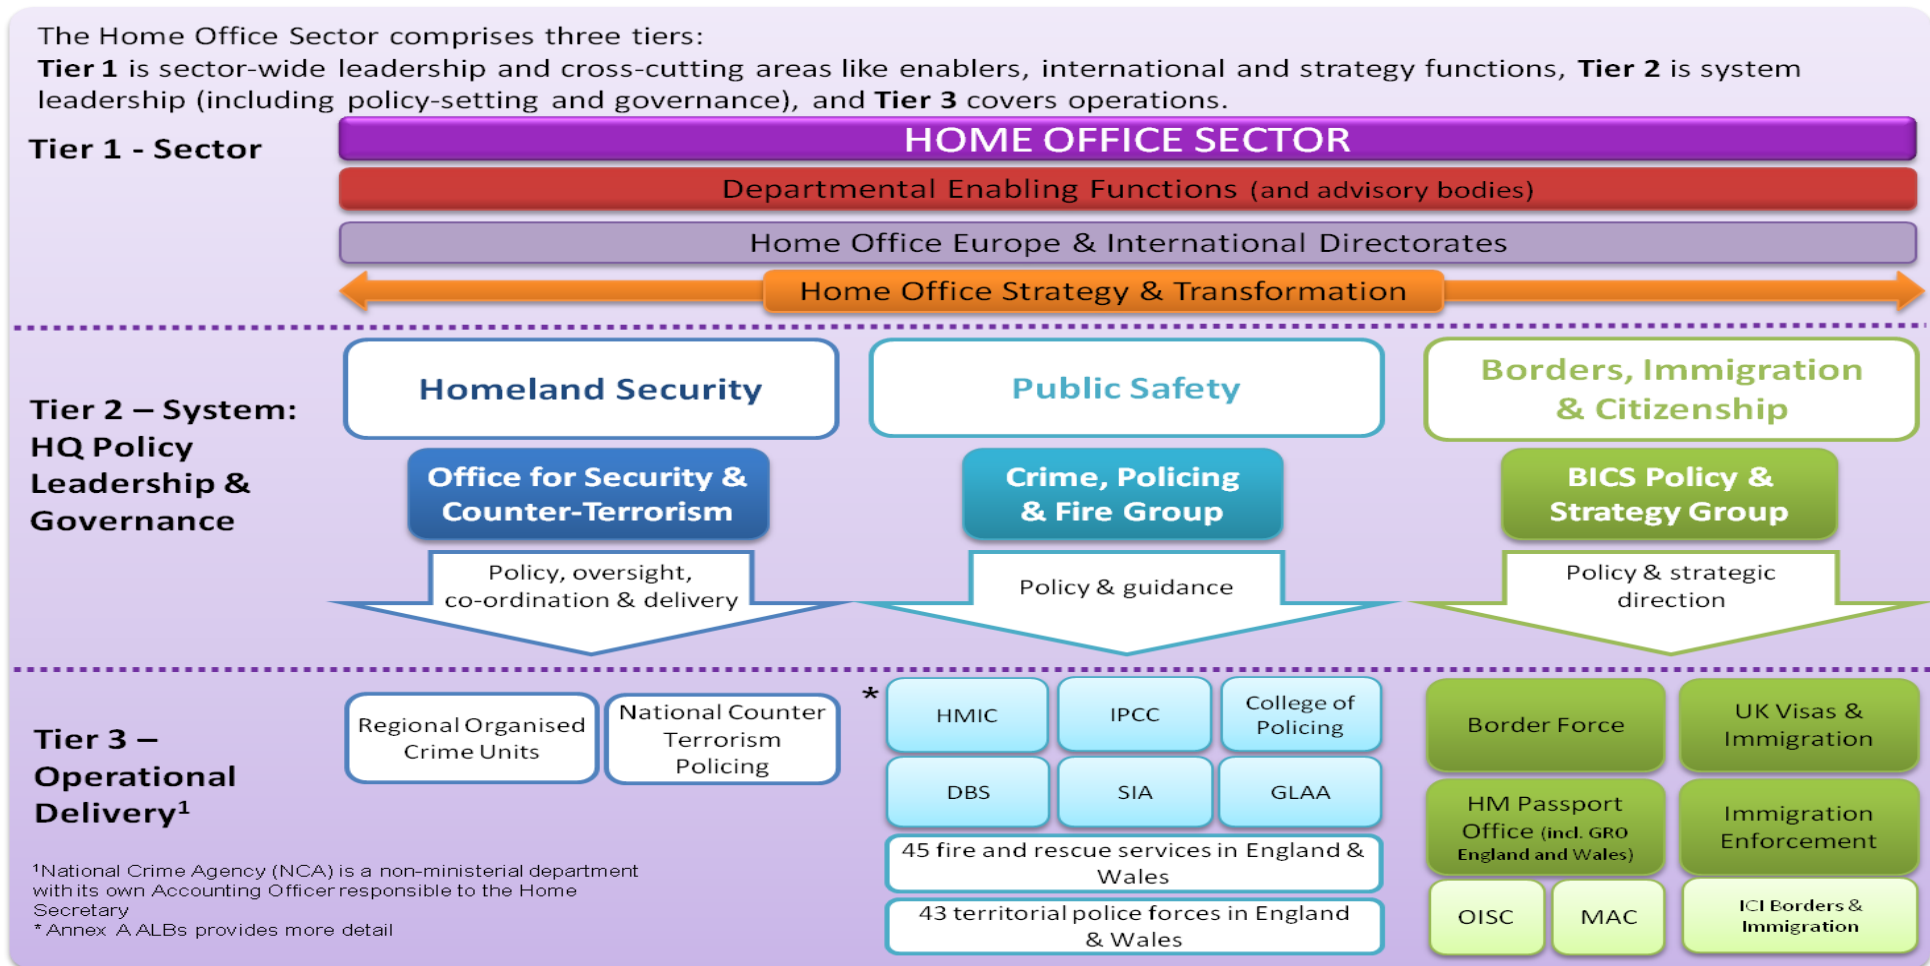 The Home Office Sector comprises three tiers:
Tier 1 is sector-wide leadership and cross-cutting areas like enablers, international and strategy functions, Tier 2 is system
leadership (including policy-setting and governance), and Tier 3 covers operations.
Tier 1 - Sector
HOME OFFICE SECTOR
Departmental Enabling Functions (and advisory bodies)
Home Office Europe & International Directorates
Home Office Strategy & Transformation
Tier 2 – System:
HQ Policy
Leadership &
Governance
Homeland Security
Office for Security &
Counter-Terrorism
Policy, oversight,
co-ordination & delivery
Public Safety
Crime, Policing
& Fire Group
Policy & guidance
Borders, Immigration
& Citizenship
BICS Policy &
Strategy Group
Policy & strategic
direction
Tier 3 –
Operational
Delivery¹
Regional Organised
Crime Units
National Counter
Terrorism
Policing
*
HMIC
IPCC
College of
Policing
DBS
SIA
GLAA
45 fire and rescue services in England &
Wales
43 territorial police forces in England
& Wales
Border Force
UK Visas &
Immigration
HM Passport
Office (incl. GRO
England and Wales)
Immigration
Enforcement
OISC
MAC
ICI Borders &
Immigration
¹National Crime Agency (NCA) is a non-ministerial department
with its own Accounting Officer responsible to the Home
Secretary
* Annex A ALBs provides more detail